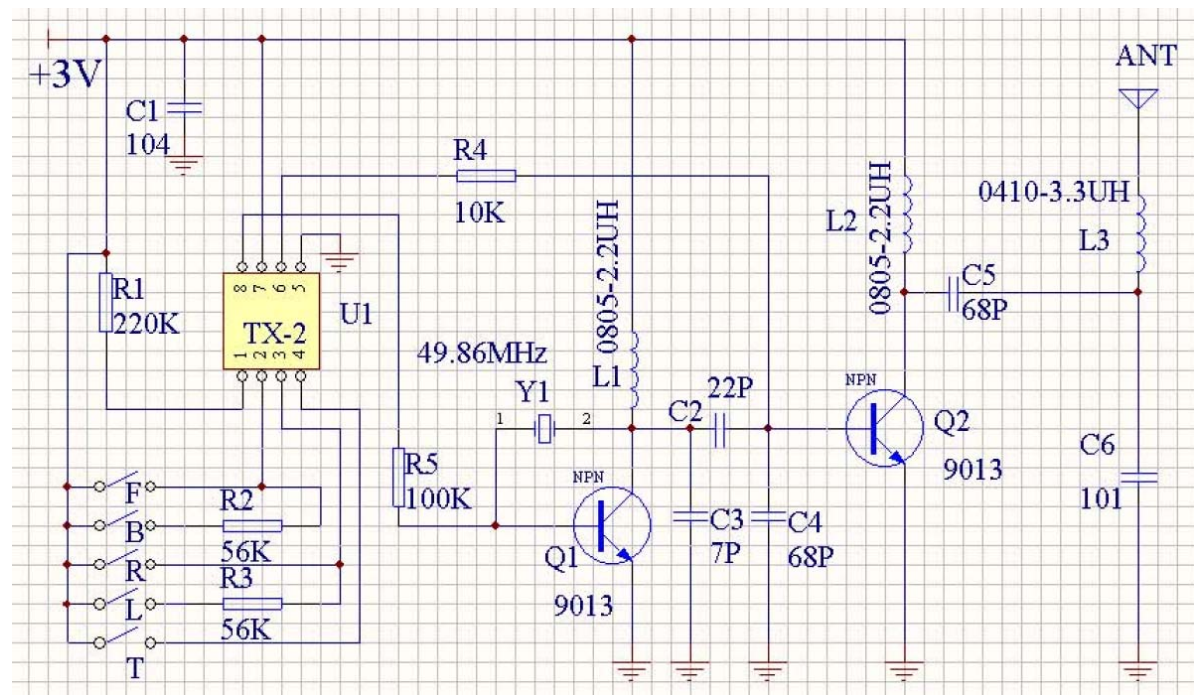 +3V
C1
104
R4
10K
ANT
0410-3.3UH
L3
L2
0805-2.2UH
0805-2.2UH
L1
C5
68P
R1
220K
8 7 6 5
TX-2
1 2 3 4
U1
49.86MHz
Y1
1 2
C2
22P
NPN
Q2
9013
R5
100K
NPN
Q1
9013
C3
7P
C4
68P
C6
101
F
R2
B
56K
R
R3
L
56K
T